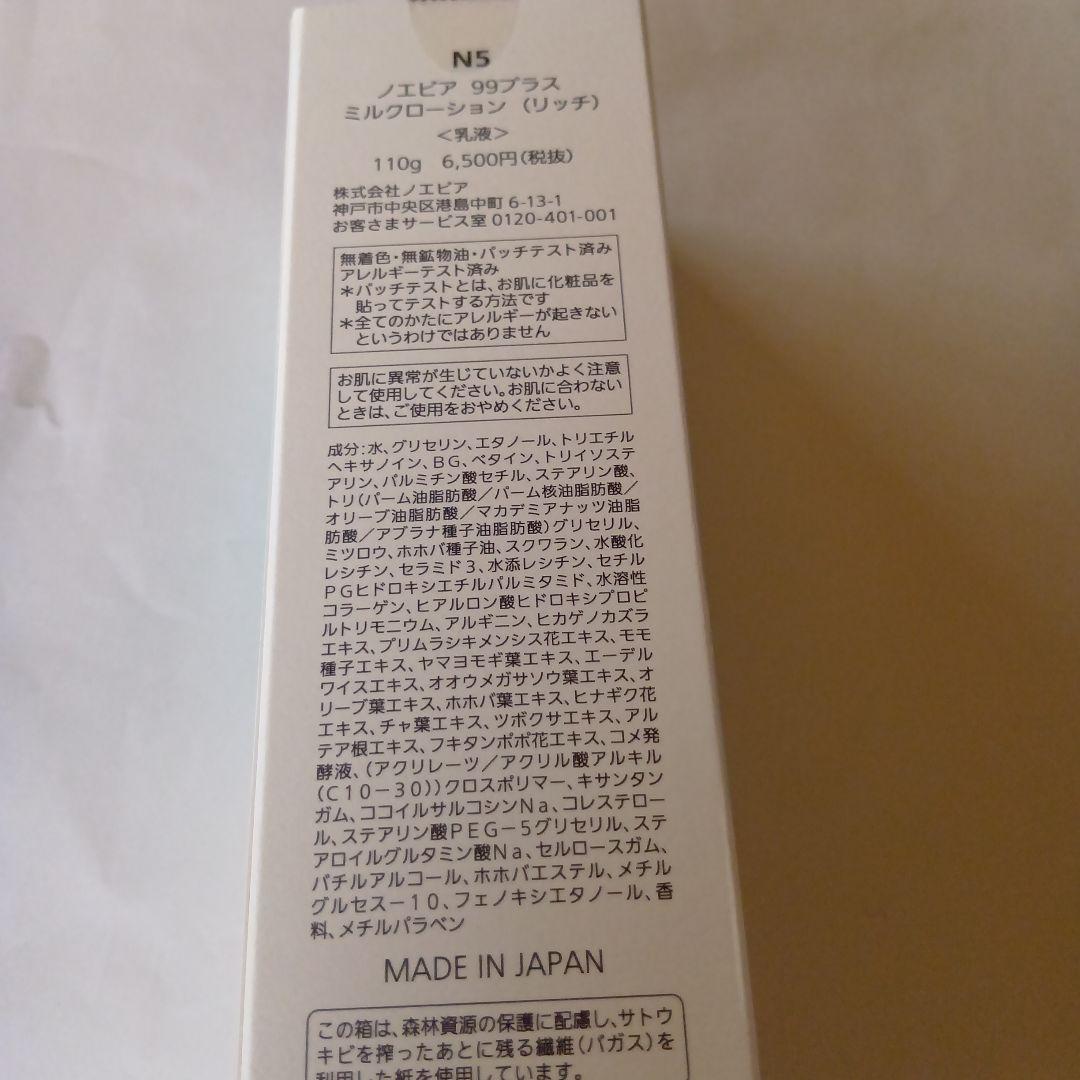 N5
ノエビア 99プラス
ミルクローション（リッチ）
＜乳液＞
110g 6,500円(税抜)
株式会社ノエビア
神戸市中央区港島中町 6-13-1
お客さまサービス室 0120-401-001
無着色・無鉱物油・パッチテスト済み
アレルギーテスト済み
＊パッチテストとは、お肌に化粧品を
貼ってテストする方法です
＊全てのかたにアレルギーが起きない
というわけではありません
お肌に異常が生じていないかよく注意
して使用してください。お肌に合わない
ときは、ご使用をおやめください。
成分：水、グリセリン、エタノール、トリエチル
ヘキサノイン、ＢＧ、ベタイン、トリイソステ
アリン、パルミチン酸セチル、ステアリン酸、
トリ（パーム油脂肪酸／パーム核油脂肪酸／
オリーブ油脂肪酸／マカデミアナッツ油脂
肪酸／アブラナ種子油脂肪酸）グリセリル、
ミツロウ、ホホバ種子油、スクワラン、水酸化
レシチン、セラミド３、水添レシチン、セチル
ＰＧヒドロキシエチルパルミタミド、水溶性
コラーゲン、ヒアルロン酸ヒドロキシプロピ
ルトリモニウム、アルギニン、ヒカゲノカズラ
エキス、プリムラシキメンシス花エキス、モモ
種子エキス、ヤマヨモギ葉エキス、エーデル
ワイスエキス、オオウメガサソウ葉エキス、オ
リーブ葉エキス、ホホバ葉エキス、ヒナギク花
エキス、チャ葉エキス、ツボクサエキス、アル
テア根エキス、フキタンポポ花エキス、コメ発
酵液、（アクリレーツ／アクリル酸アルキル
（Ｃ１０－３０））クロスポリマー、キサンタン
ガム、ココイルサルコシンＮａ、コレステロー
ル、ステアリン酸ＰＥＧ－５グリセリル、ステ
アロイルグルタミン酸Ｎａ、セルロースガム、
バチルアルコール、ホホバエステル、メチル
グルセス－１０、フェノキシエタノール、香
料、メチルパラベン
MADE IN JAPAN
この箱は、森林資源の保護に配慮し、サトウ
キビを搾ったあとに残る繊維（バガス）を
利用した紙を使用しています。